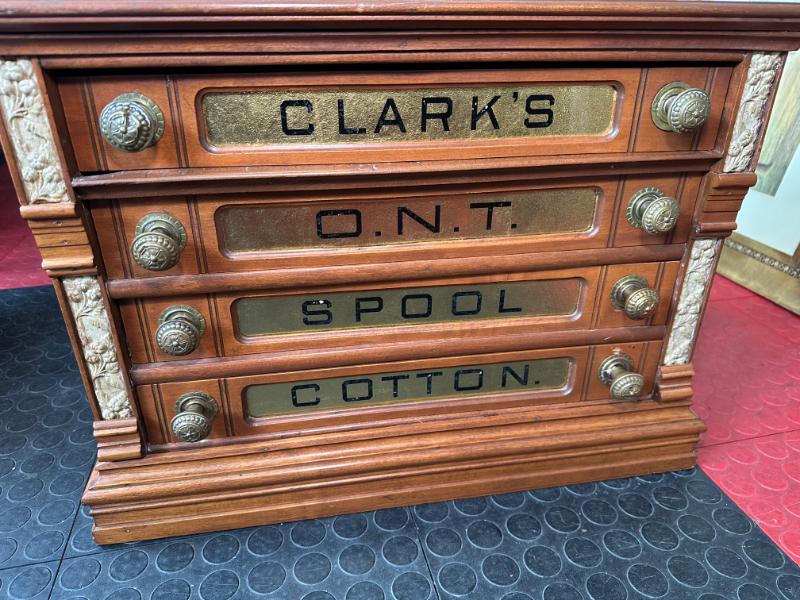 CLARK'S
O.N.T.
SPOOL
COTTON.